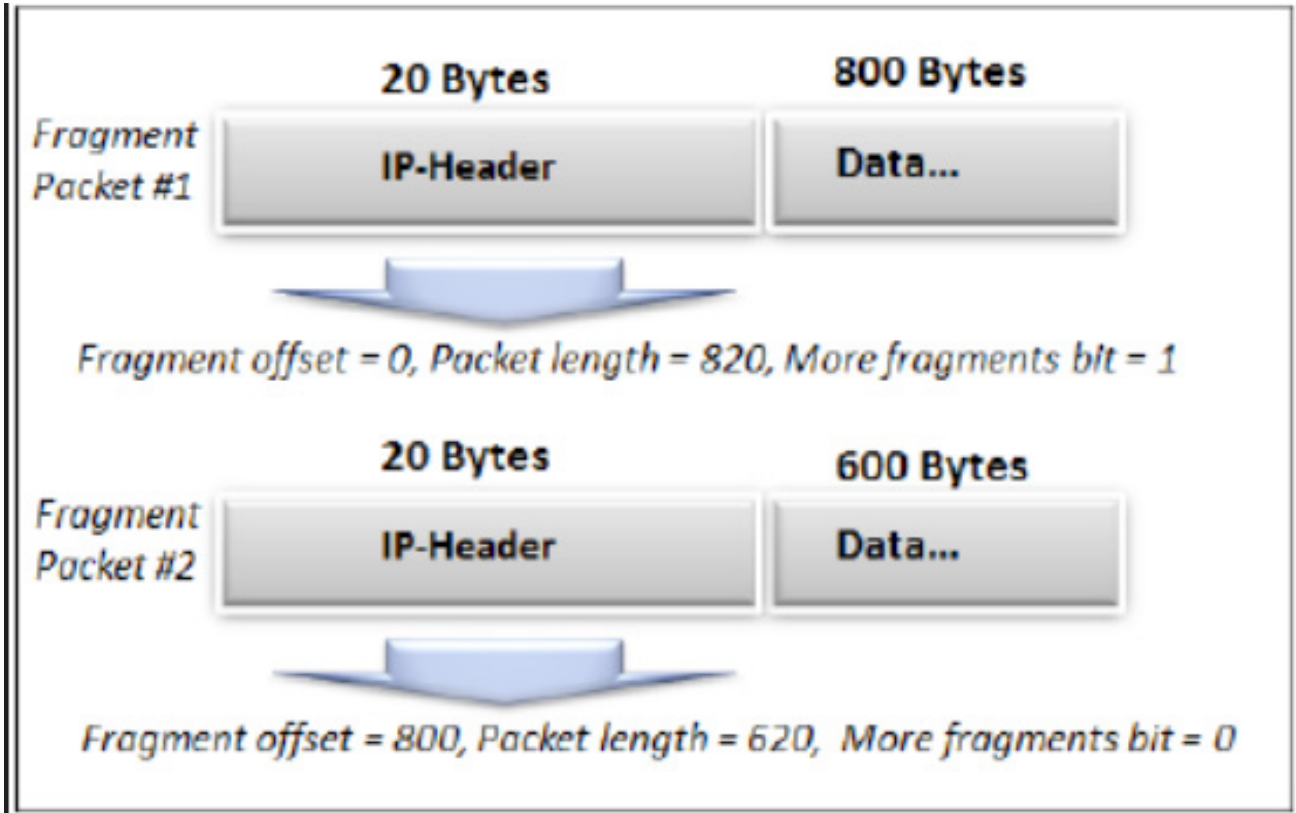 20 Bytes
800 Bytes
Fragment
Packet #1
IP-Header
Data...
Fragment offset = 0, Packet length = 820, More fragments bit = 1
20 Bytes
600 Bytes
Fragment
Packet #2
IP-Header
Data...
Fragment offset = 800, Packet length = 620, More fragments bit = 0